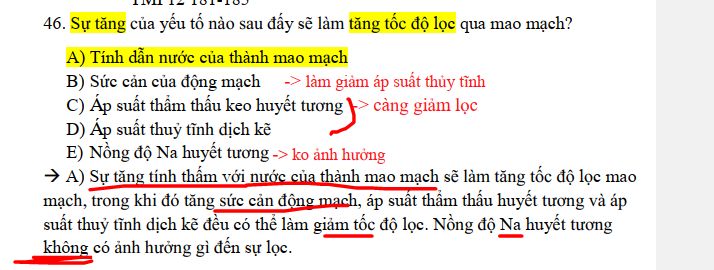 46. Sự tăng của yếu tố nào sau đấy sẽ làm tăng tốc độ lọc qua mao mạch?
A) Tính dẫn nước của thành mao mạch
B) Sức cản của động mạch -> làm giảm áp suất thủy tĩnh
C) Áp suất thẩm thấu keo huyết tương -> càng giảm lọc
D) Áp suất thuỷ tĩnh dịch kẽ
E) Nồng độ Na huyết tương -> ko ảnh hưởng
→ A) Sự tăng tính thấm với nước của thành mao mạch sẽ làm tăng tốc độ lọc mao
mạch, trong khi đó tăng sức cản động mạch, áp suất thẩm thấu huyết tương và áp
suất thuỷ tĩnh dịch kẽ đều có thể làm giảm tốc độ lọc. Nồng độ Na huyết tương
không có ảnh hưởng gì đến sự lọc.